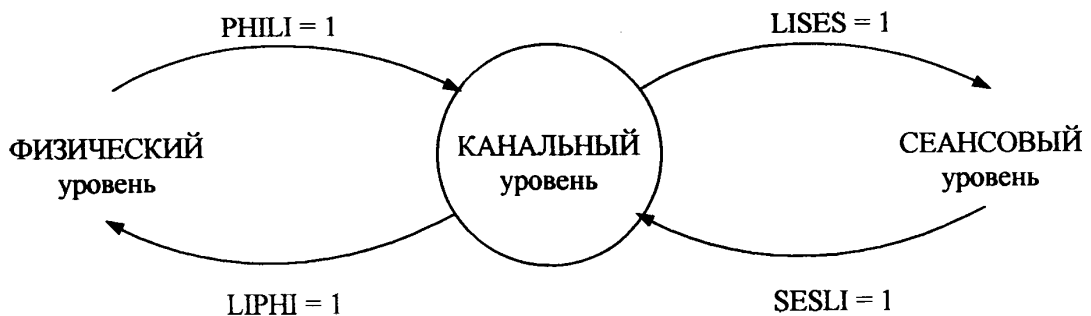 PHILI = 1
LISES = 1
ФИЗИЧЕСКИЙ
уровень
КАНАЛЬНЫЙ
уровень
СЕАНСОВЫЙ
уровень
LIPHI = 1
SESLI = 1